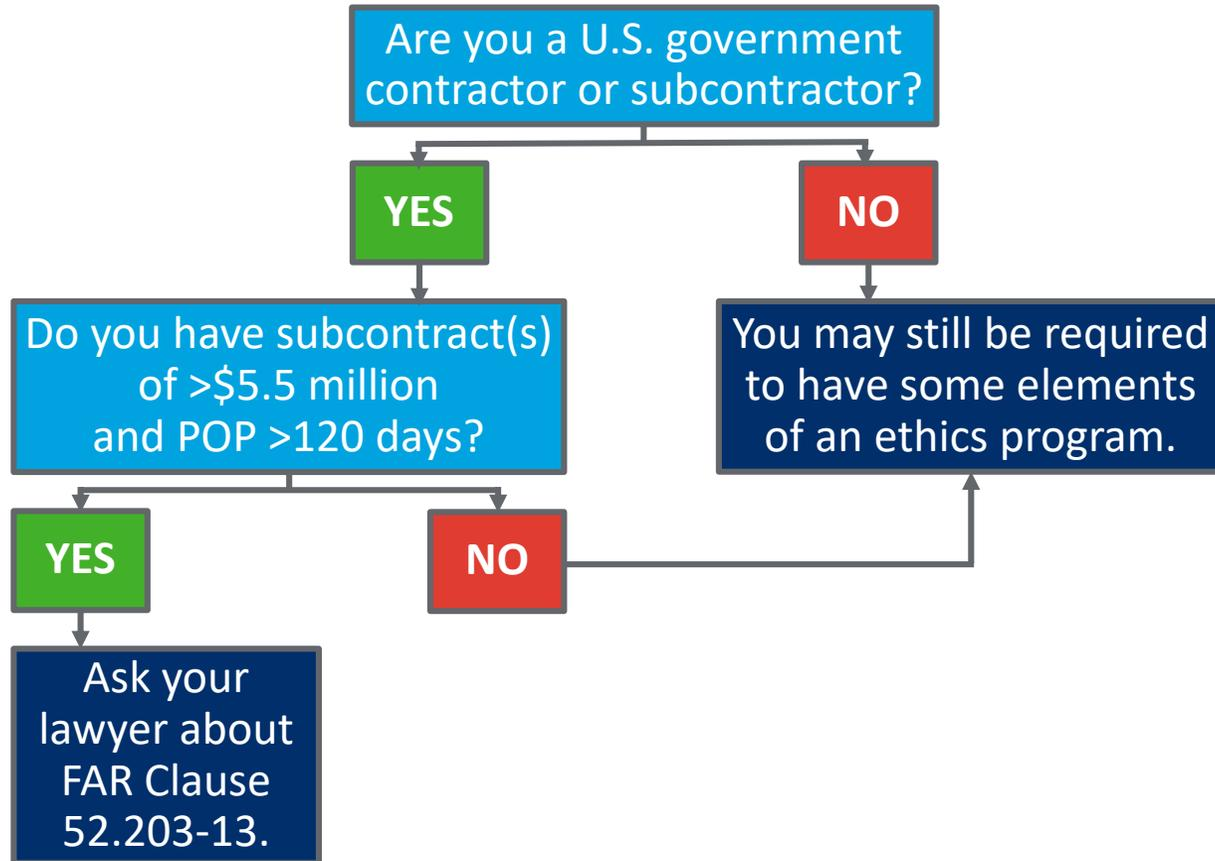 Are you a U.S. government
contractor or subcontractor?
YES
NO
Do you have subcontract(s)
of >$5.5 million
and POP >120 days?
You may still be required
to have some elements
of an ethics program.
YES
NO
Ask your
lawyer about
FAR Clause
52.203-13.